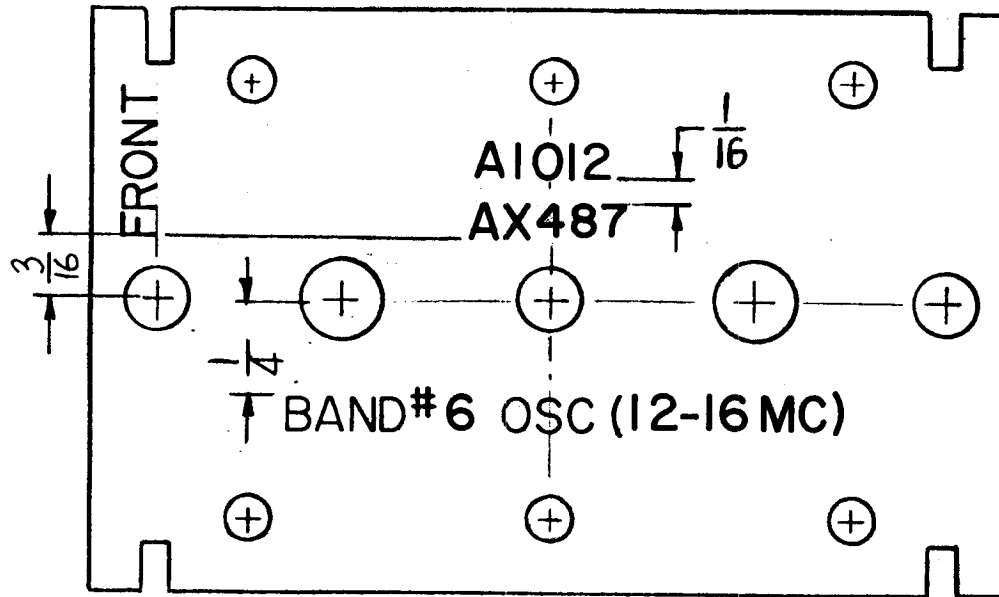 FRONT
A1012
1/16
AX487
3/16
1/4
BAND #6 OSC (12-16 MC)